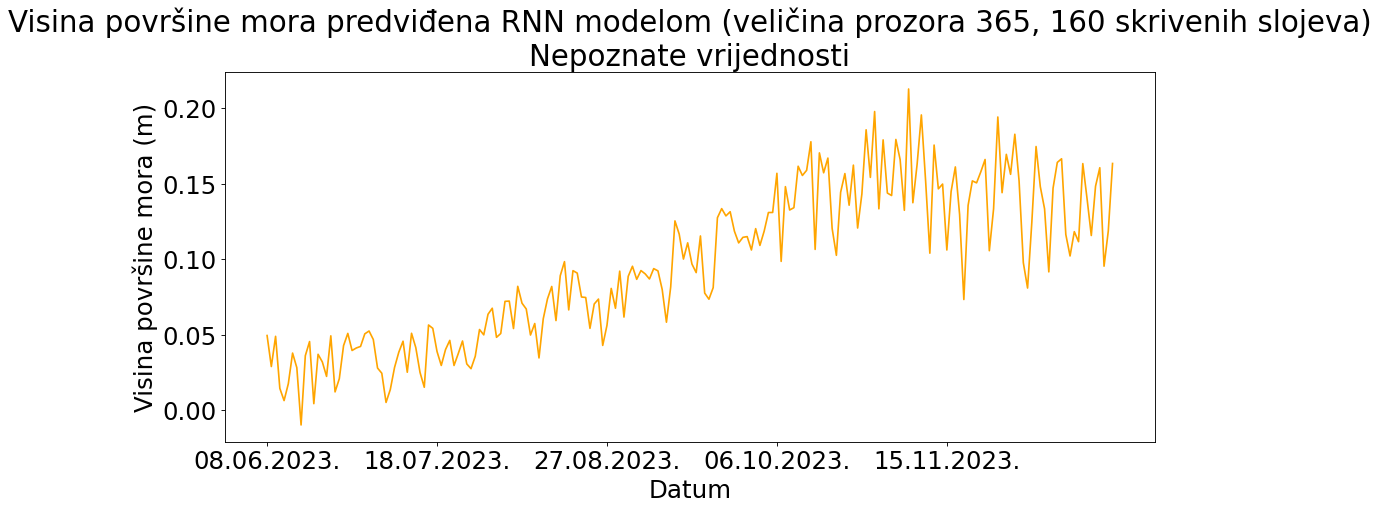 Visina površine mora predviđena RNN modelom (veličina prozora 365, 160 skrivenih slojeva)
Nepoznate vrijednosti
Visina površine mora (m)
0.20
0.15
0.10
0.05
0.00
08.06.2023. 18.07.2023. 27.08.2023. 06.10.2023. 15.11.2023.
Datum